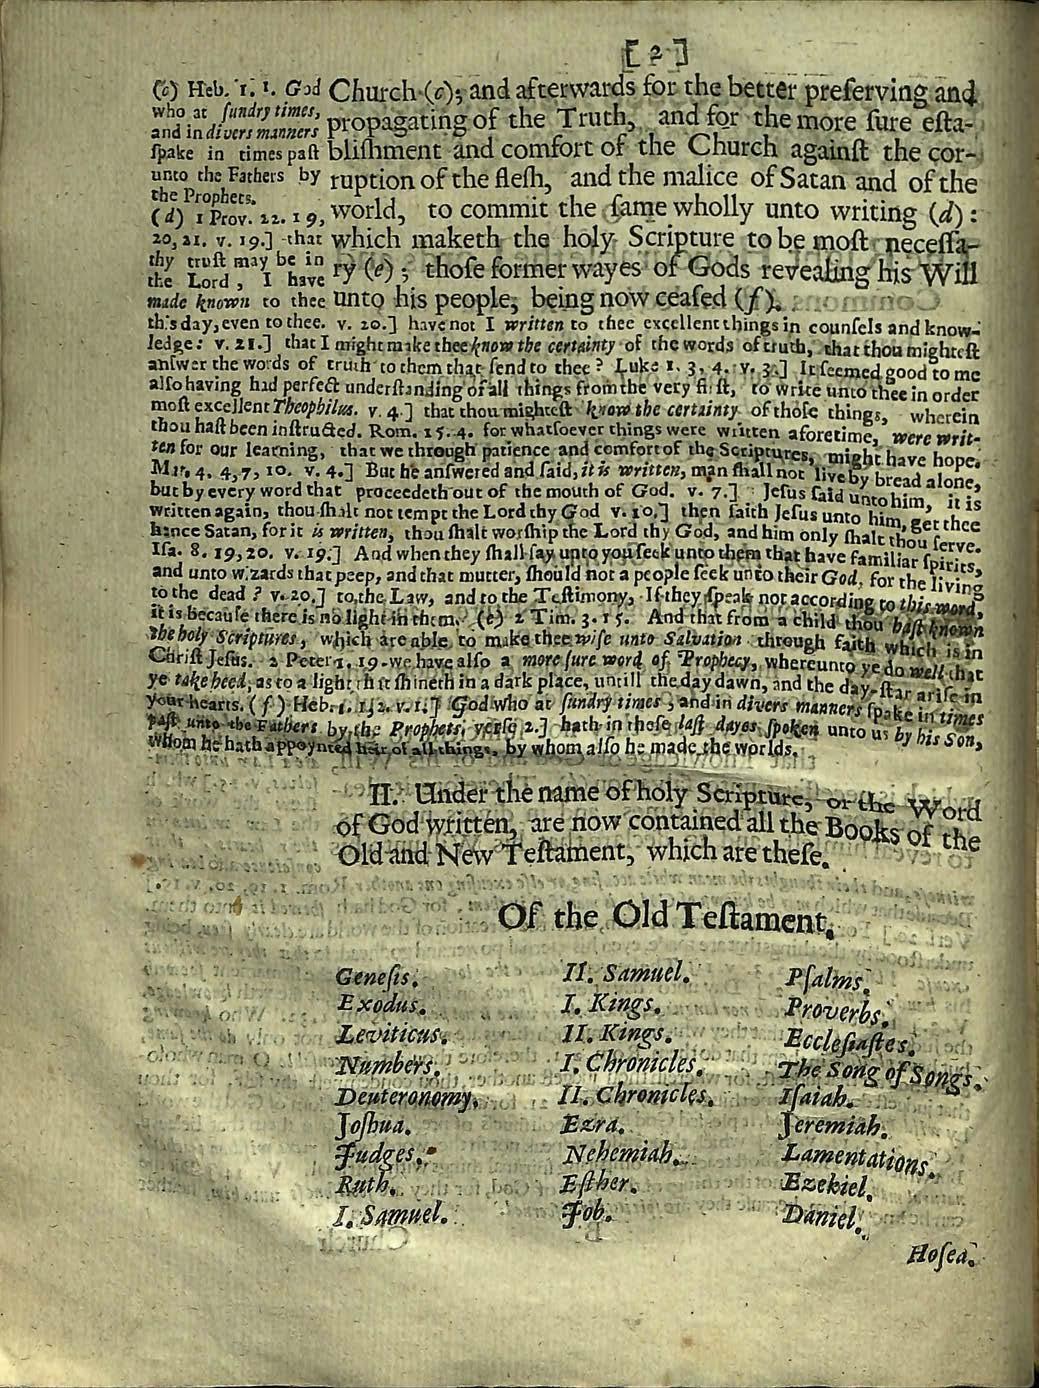 [ 2 ]
Church (c); and afterwards for the better preſerving and
propagating of the Truth, and for the more ſure eſta-
bliſhment and comfort of the Church againſt the cor-
ruption of the fleſh, and the malice of Satan and of the
world, to commit the ſame wholly unto writing (d):
which maketh the holy Scripture to be moſt neceſſa-
ry (e); thoſe former wayes of Gods revealing his Will
unto his people, being now ceaſed (f).
(c) Heb. 1. 1. God
who at ſundry times,
and in divers manners
ſpake in times paſt
unto the Fathers by
the Prophets.
(d) 1 Prov. 22. 19,
20, 21. v. 19.] that
thy truſt may be in
the Lord, I have
made known to thee
this day, even to thee. v. 20.] have not I written to thee excellent things in counſels and know-
ledge: v. 21.] that I might make thee know the certainty of the words of truth, that thou mighteſt
anſwer the words of truth to them that ſend to thee? Luke 1. 3, 4. v. 3.] It ſeemed good to me
alſo having had perfect underſtanding of all things from the very firſt, to write unto thee in order
moſt excellent Theophilus. v. 4.] that thou mighteſt know the certainty of thoſe things, wherein
thou haſt been inſtructed. Rom. 15. 4. for whatſoever things were written aforetime, were writ-
ten for our learning, that we through patience and comfort of the Scriptures, might have hope.
Mat. 4. 4, 7, 10. v. 4.] But he anſwered and ſaid, it is written, man ſhall not live by bread alone,
but by every word that proceedeth out of the mouth of God. v. 7.] Jeſus ſaid unto him, it is
written again, thou ſhalt not tempt the Lord thy God v. 10.] then ſaith Jeſus unto him, get thee
hence Satan, for it is written, thou ſhalt worſhip the Lord thy God, and him only ſhalt thou ſerve.
Iſa. 8. 19, 20. v. 19.] And when they ſhall ſay unto you ſeek unto them that have familiar ſpirits,
and unto wizards that peep, and that mutter, ſhould not a people ſeek unto their God, for the living
to the dead? v. 20.] to the Law, and to the Teſtimony, If they ſpeak not according to this word,
it is becauſe there is no light in them. (e) 2 Tim. 3. 15. And that from a child thou haſt known
the holy Scriptures, which are able to make thee wiſe unto Salvation through faith which is in
Chriſt Jeſus. 2 Peter 1. 19 we have alſo a more ſure word of Prophecy, whereunto ye do well that
ye take heed, as to a light that ſhineth in a dark place, untill the day dawn, and the day-ſtar ariſe in
your hearts. (f) Heb. 1. 1, 2. v. 1.] God who at ſundry times, and in divers manners ſpake in times
paſt unto the Fathers by the Prophets, verſe 2.] hath in theſe laſt dayes ſpoken unto us by his Son,
whom he hath appoynted heir of all things, by whom alſo he made the worlds.
II. Under the name of holy Scripture, or the Word
of God written, are now contained all the Books of the
Old and New Teſtament, which are theſe.
Of the Old Teſtament.
Geneſis.
Exodus.
Leviticus.
Numbers.
Deuteronomy.
Joſhua.
Judges.
Ruth.
I. Samuel.
II. Samuel.
I. Kings.
II. Kings.
I. Chronicles.
II. Chronicles.
Ezra.
Nehemiah.
Eſther.
Job.
Pſalms.
Proverbs.
Eccleſiaſtes.
The Song of Songs.
Iſaiah.
Jeremiah.
Lamentations.
Ezekiel.
Daniel.
Hoſea.